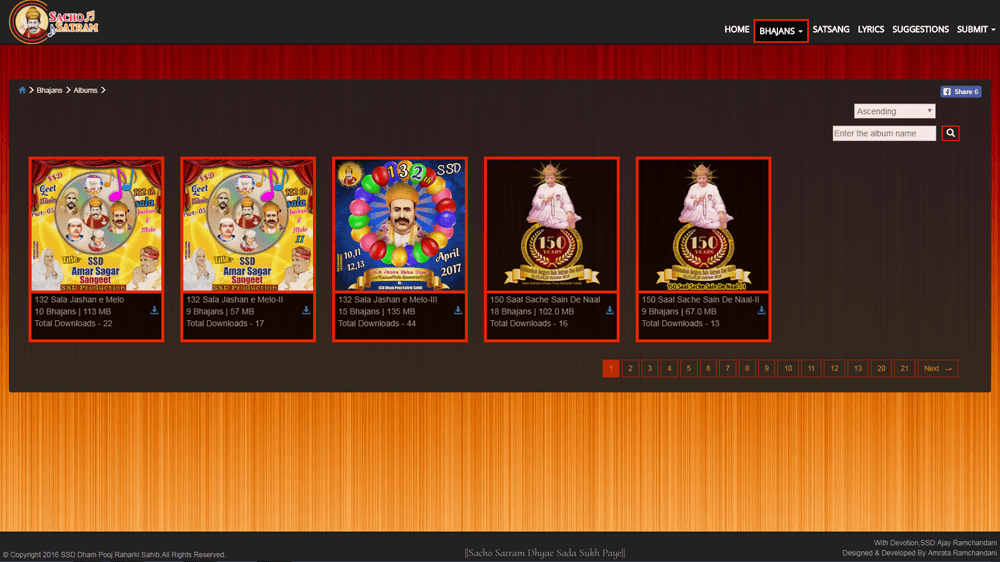 SACHO
SATRAM
HOME BHAJANS SATSANG LYRICS SUGGESTIONS SUBMIT
Bhajans Albums
Share 6
Ascending
Enter the album name
SSD
Geet
Mela
Part:-05
132 th
Sala
Jashan
E
Melo
Title:-
SSD
Amar Sagar
Sangeet
SSD Production
132 Sala Jashan e Melo
10 Bhajans | 113 MB
Total Downloads - 22
SSD
Geet
Mela
Part:-05
132 th
Sala
Jashan
E
Melo
II
Title:-
SSD
Amar Sagar
Sangeet
SSD Production
132 Sala Jashan e Melo-II
9 Bhajans | 57 MB
Total Downloads - 17
132th SSD
10,11
12,13
April
2017
132 Sala Jashan e Melo-III
15 Bhajans | 135 MB
Total Downloads - 44
150
YEARS
150 Saal Sache Sain De Naal
18 Bhajans | 102.0 MB
Total Downloads - 16
150
YEARS
150 Saal Sache Sain De Naal-II
9 Bhajans | 67.0 MB
Total Downloads - 13
1 2 3 4 5 6 7 8 9 10 11 12 13 20 21 Next →
© Copyright 2016 SSD Dham Pooj Raharki Sahib.All Rights Reserved.
||Sacho Satram Dhyae Sada Sukh Paye||
With Devotion,SSD Ajay Ramchandani
Designed & Developed By Amrata Ramchandani